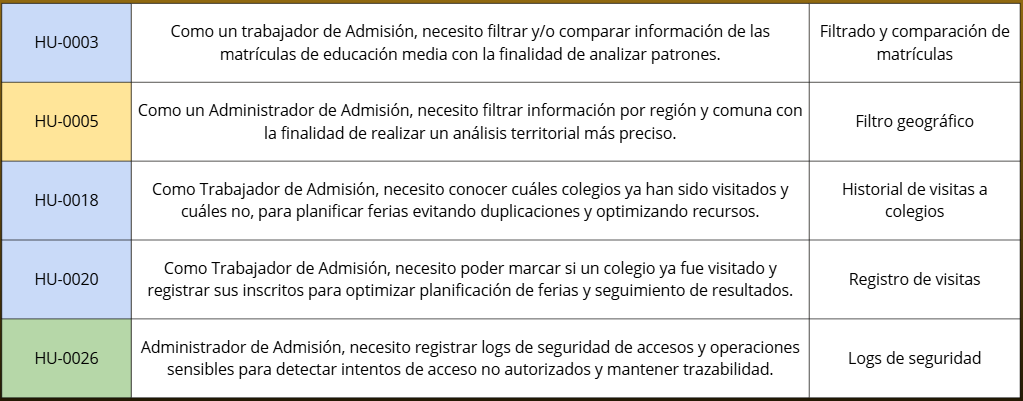 HU-0003
Como un trabajador de Admisión, necesito filtrar y/o comparar información de las
matrículas de educación media con la finalidad de analizar patrones.
Filtrado y comparación de
matrículas
HU-0005
Como un Administrador de Admisión, necesito filtrar información por región y comuna con
la finalidad de realizar un análisis territorial más preciso.
Filtro geográfico
HU-0018
Como Trabajador de Admisión, necesito conocer cuáles colegios ya han sido visitados y
cuáles no, para planificar ferias evitando duplicaciones y optimizando recursos.
Historial de visitas a
colegios
HU-0020
Como Trabajador de Admisión, necesito poder marcar si un colegio ya fue visitado y
registrar sus inscritos para optimizar planificación de ferias y seguimiento de resultados.
Registro de visitas
HU-0026
Administrador de Admisión, necesito registrar logs de seguridad de accesos y operaciones
sensibles para detectar intentos de acceso no autorizados y mantener trazabilidad.
Logs de seguridad